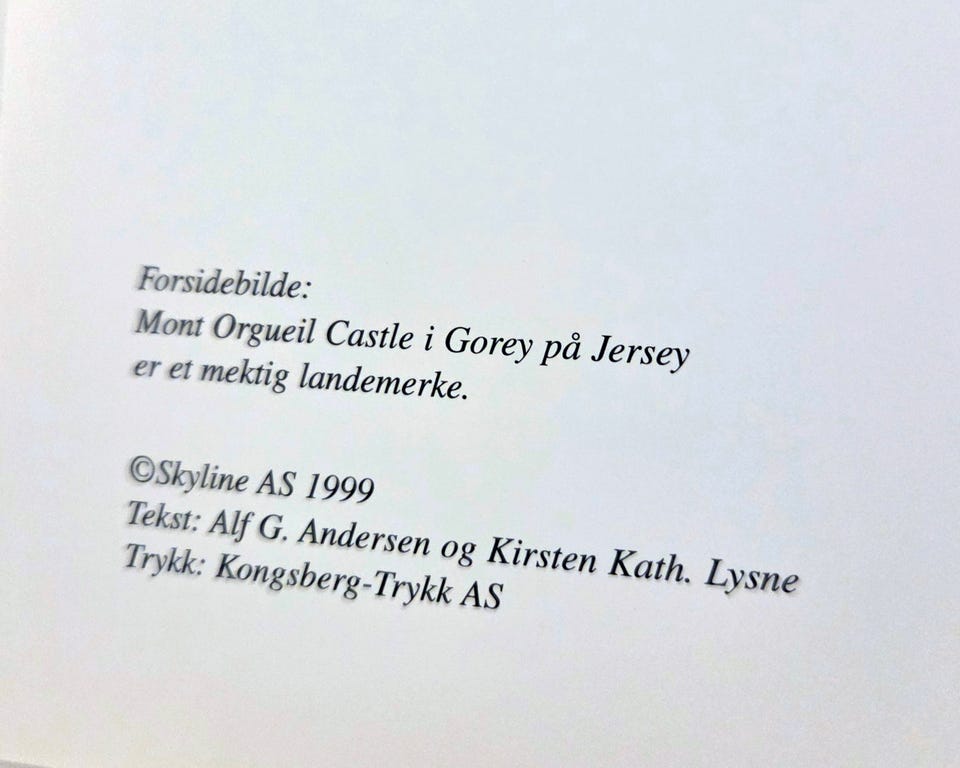 Forsidebilde:
Mont Orgueil Castle i Gorey på Jersey
er et mektig landemerke.
©Skyline AS 1999
Tekst: Alf G. Andersen og Kirsten Kath. Lysne
Trykk: Kongsberg-Trykk AS